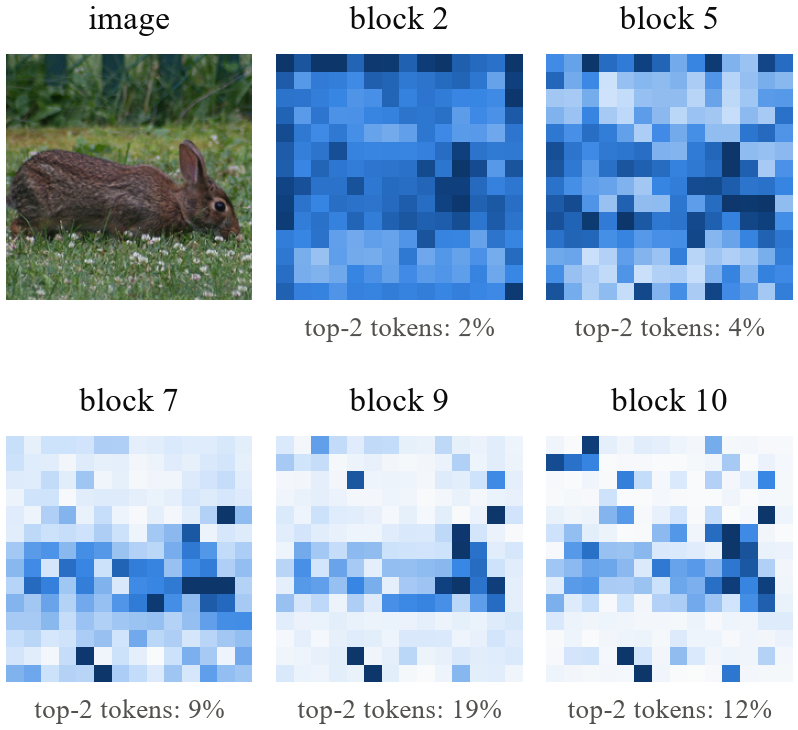 image
block 2
block 5
top-2 tokens: 2%
top-2 tokens: 4%
block 7
block 9
block 10
top-2 tokens: 9%
top-2 tokens: 19%
top-2 tokens: 12%